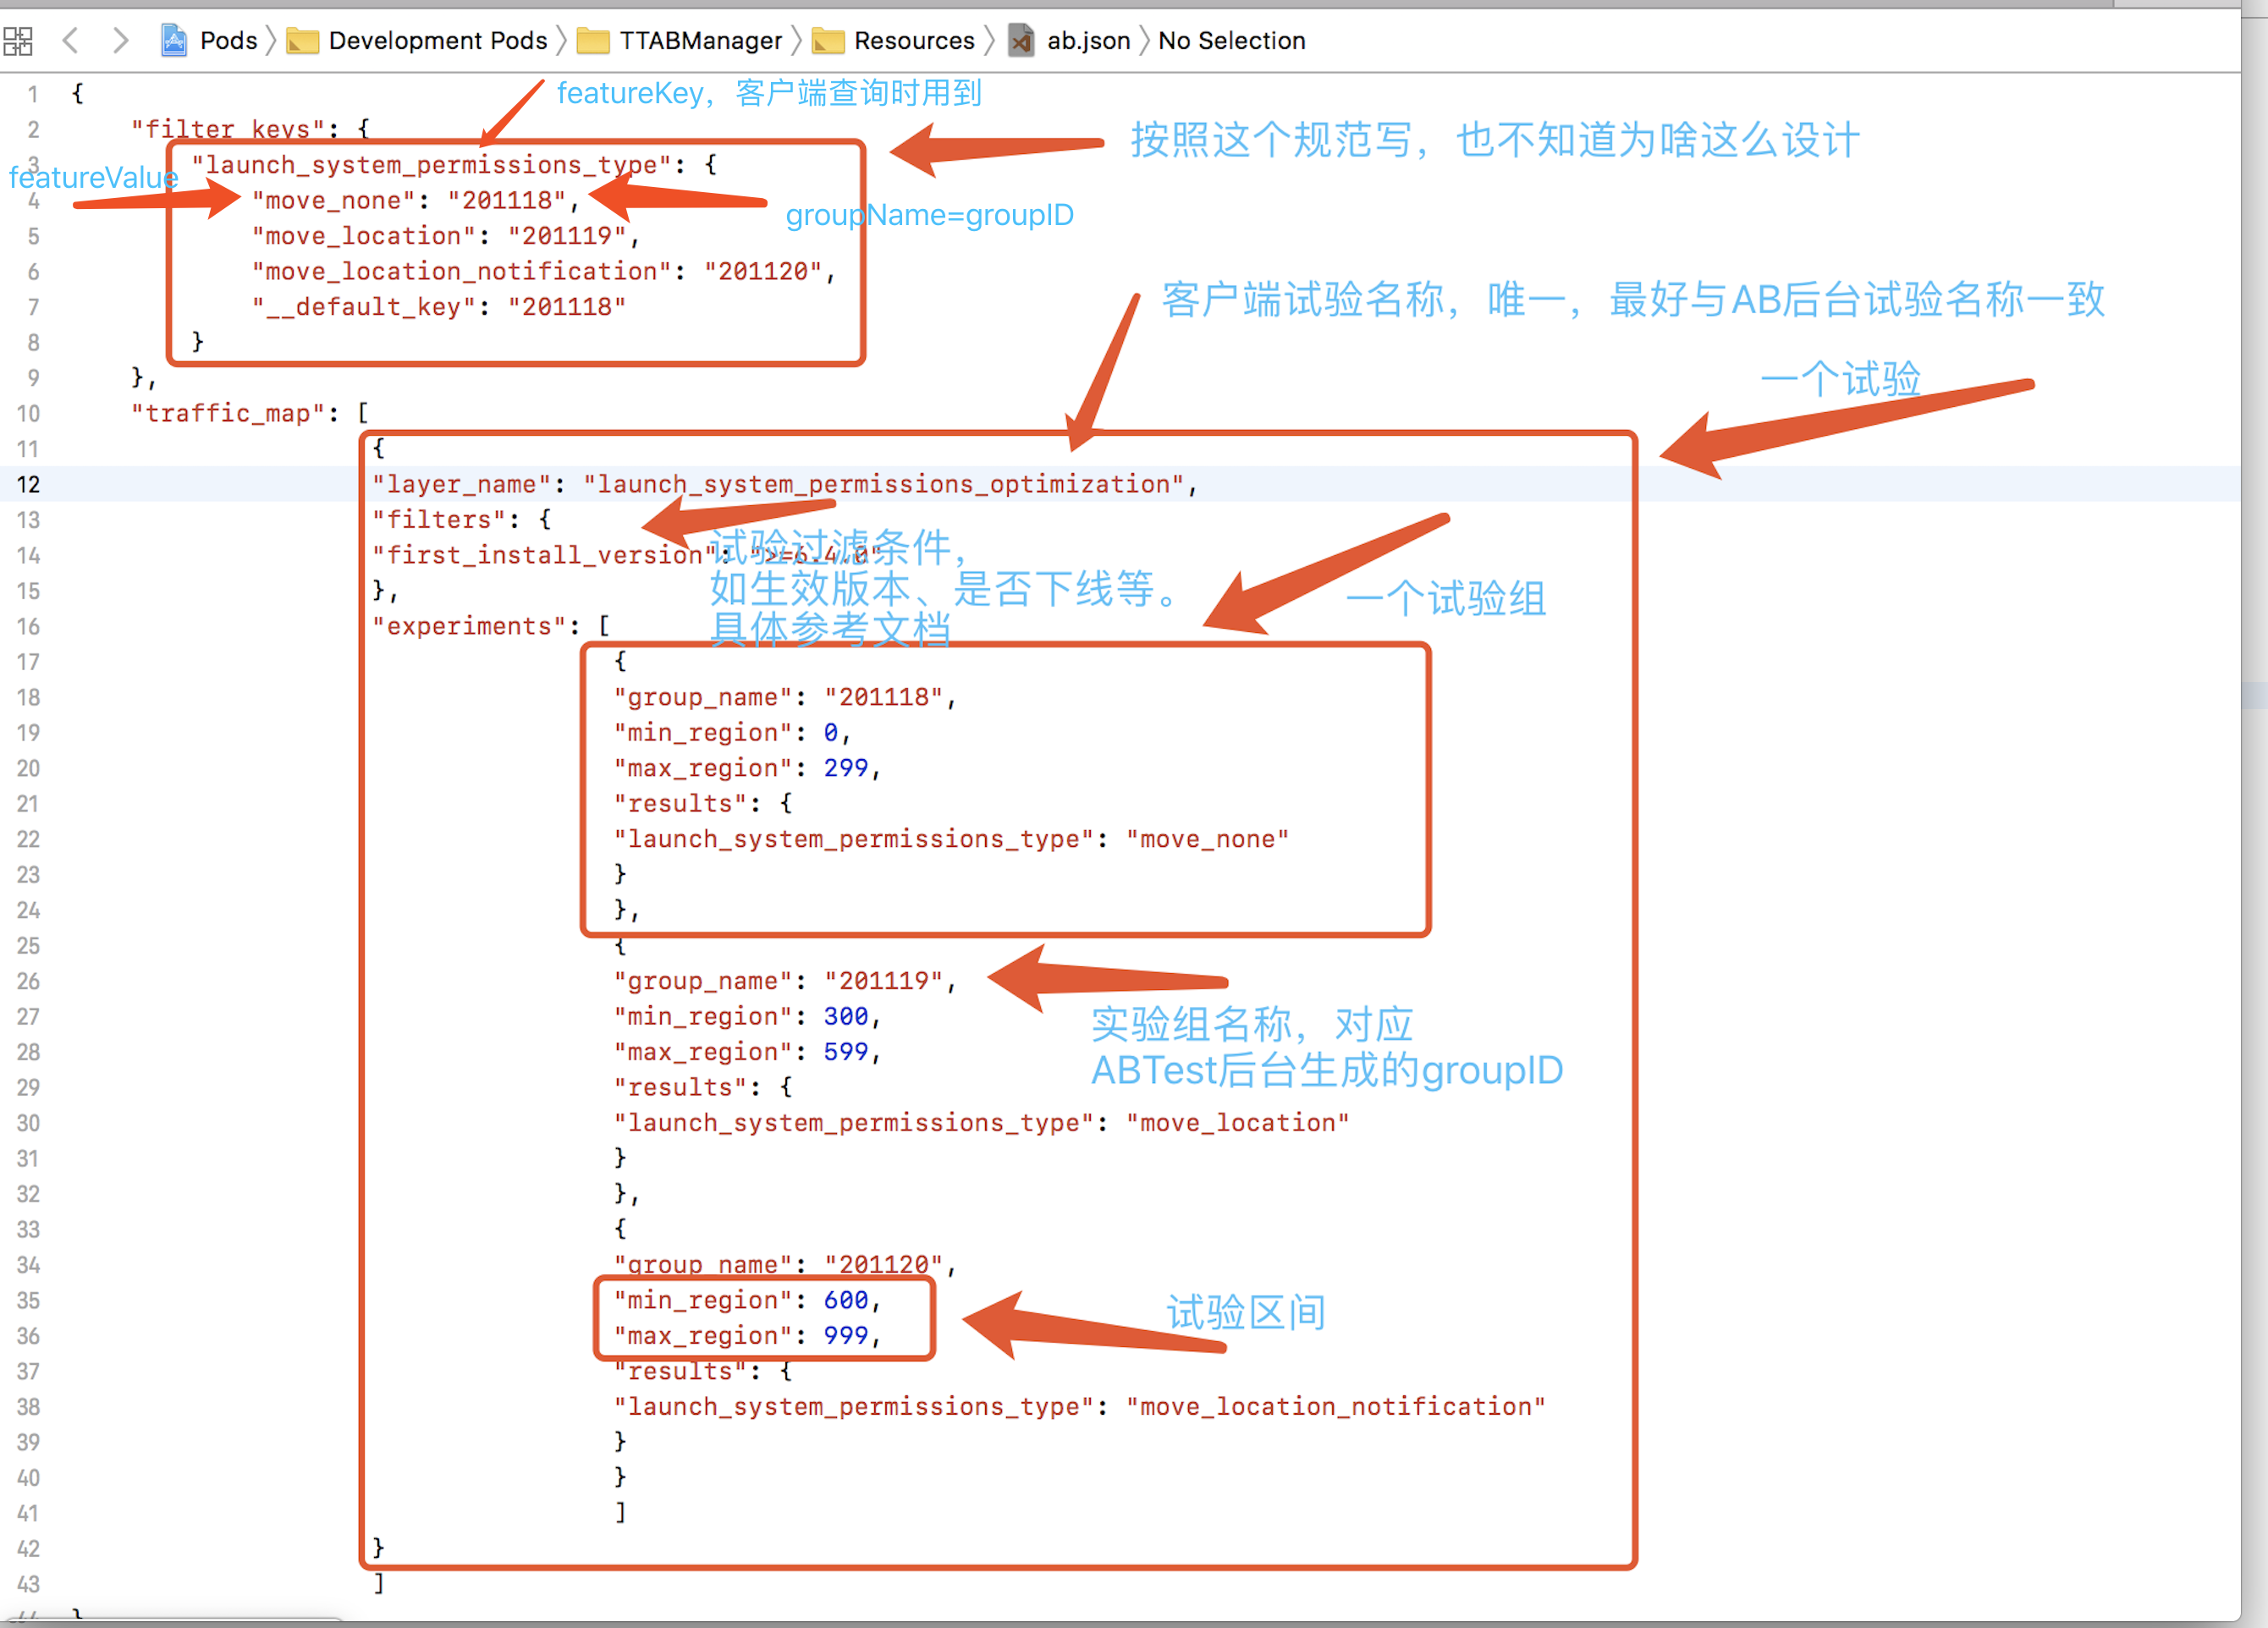 Pods Development Pods TTABManager Resources ab.json No Selection
1 {
featureKey，客户端查询时用到
2 "filter_keys": {
按照这个规范写，也不知道为啥这么设计
3 "launch_system_permissions_type": {
featureValue
4 "move_none": "201118",
groupName=groupID
5 "move_location": "201119",
6 "move_location_notification": "201120",
7 "__default_key": "201118"
客户端试验名称，唯一，最好与AB后台试验名称一致
8 }
9 },
一个试验
10 "traffic_map": [
11 {
12 "layer_name": "launch_system_permissions_optimization",
13 "filters": {
14 "first_install_version": ">=6.4.0"
试验过滤条件，
如生效版本、是否下线等。
具体参考文档
15 },
一个试验组
16 "experiments": [
17 {
18 "group_name": "201118",
19 "min_region": 0,
20 "max_region": 299,
21 "results": {
22 "launch_system_permissions_type": "move_none"
23 }
24 },
25 {
26 "group_name": "201119",
27 "min_region": 300,
实验组名称，对应
28 "max_region": 599,
ABTest后台生成的groupID
29 "results": {
30 "launch_system_permissions_type": "move_location"
31 }
32 },
33 {
34 "group_name": "201120",
35 "min_region": 600,
试验区间
36 "max_region": 999,
37 "results": {
38 "launch_system_permissions_type": "move_location_notification"
39 }
40 }
41 ]
42 }
43 ]
44 }